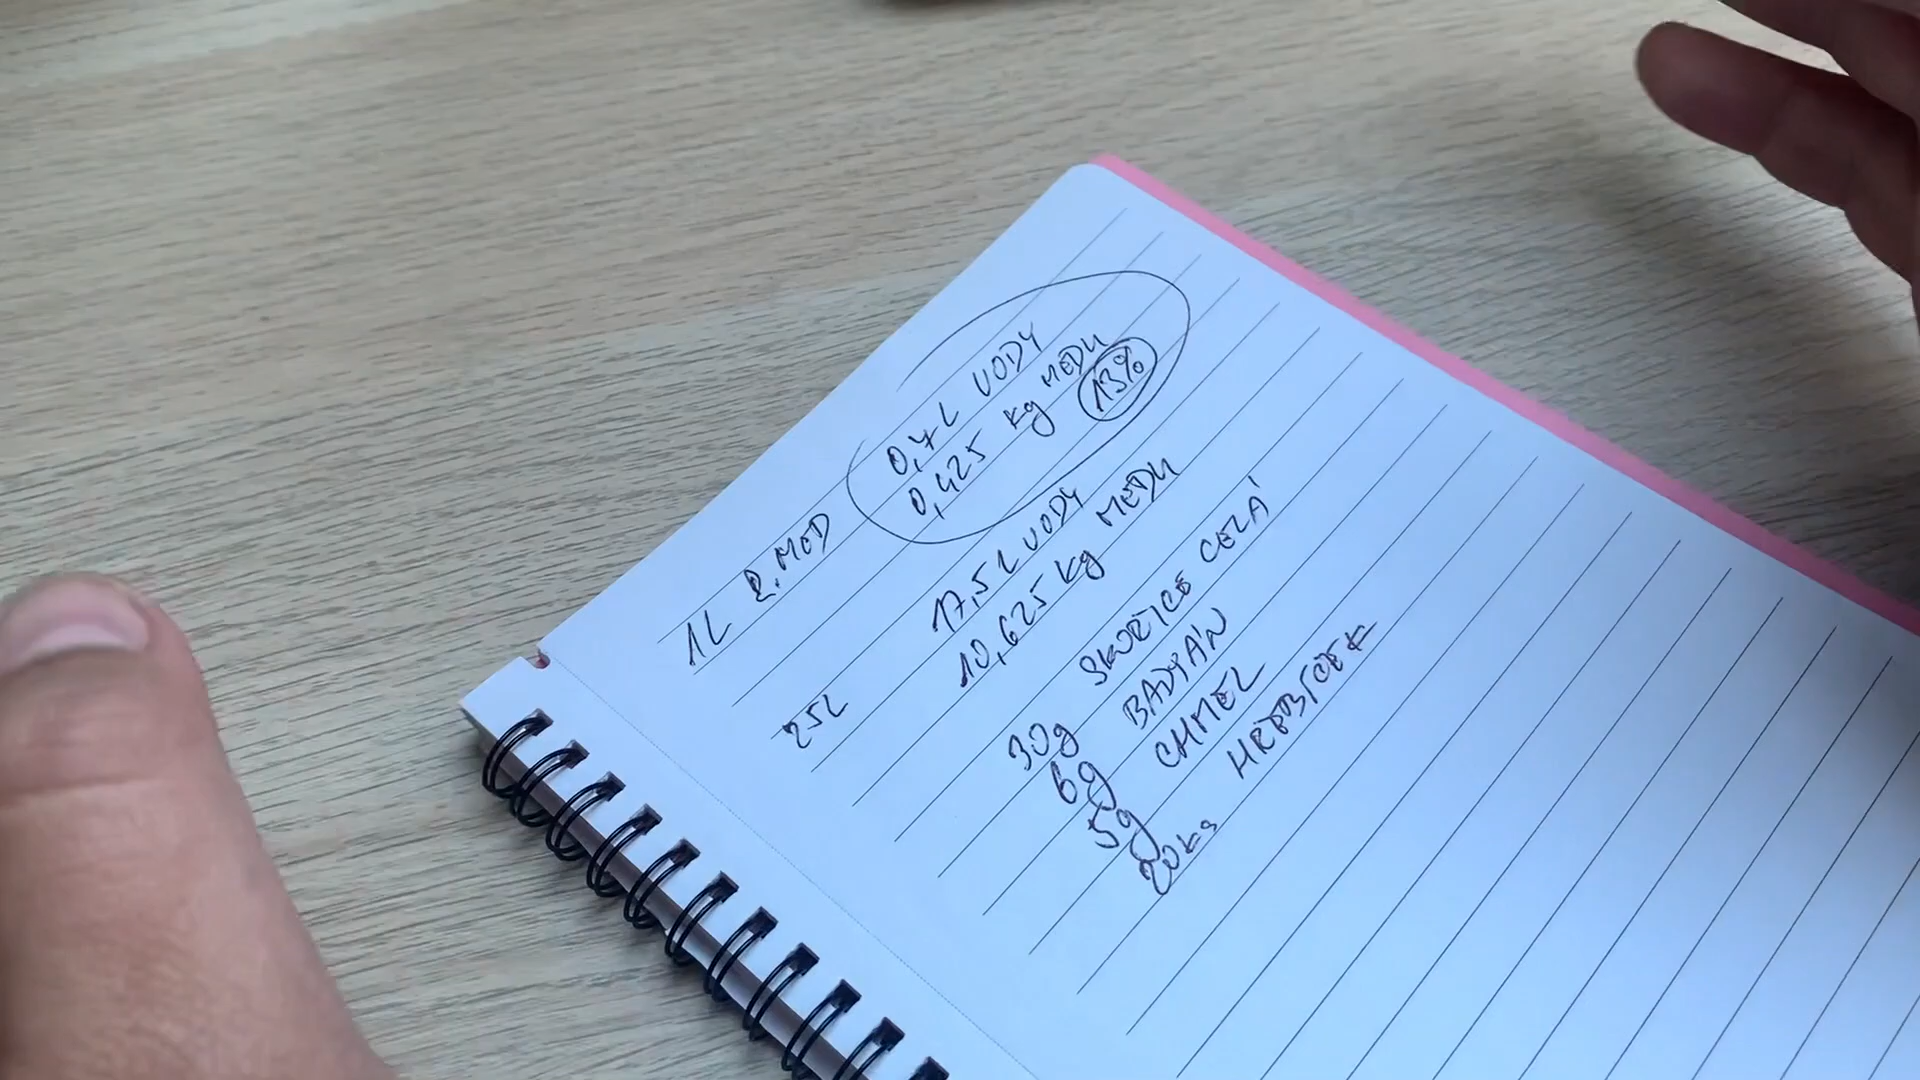 1L 2.MOD 0,7L VODY
0,425 kg MEDU
13%
25L 17,5L VODY
10,625 kg MEDU
30g SKOŘICE CELÁ
6g BADYÁN
5g CHMEL
20ks HŘEBÍČEK